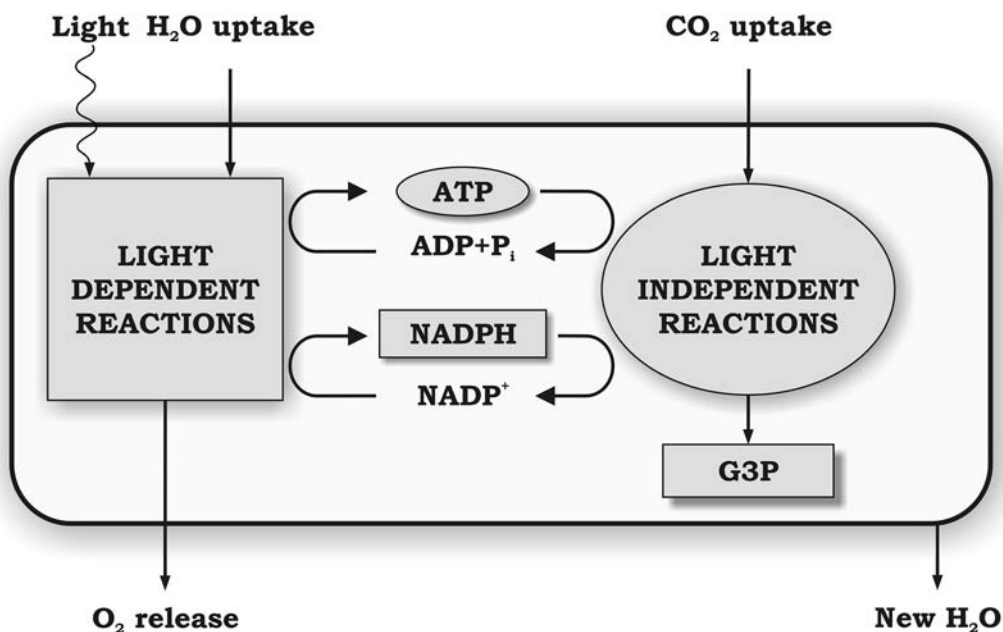 Light H₂O uptake
CO₂ uptake
LIGHT
DEPENDENT
REACTIONS
ATP
ADP+Pᵢ
NADPH
NADP⁺
LIGHT
INDEPENDENT
REACTIONS
G3P
O₂ release
New H₂O